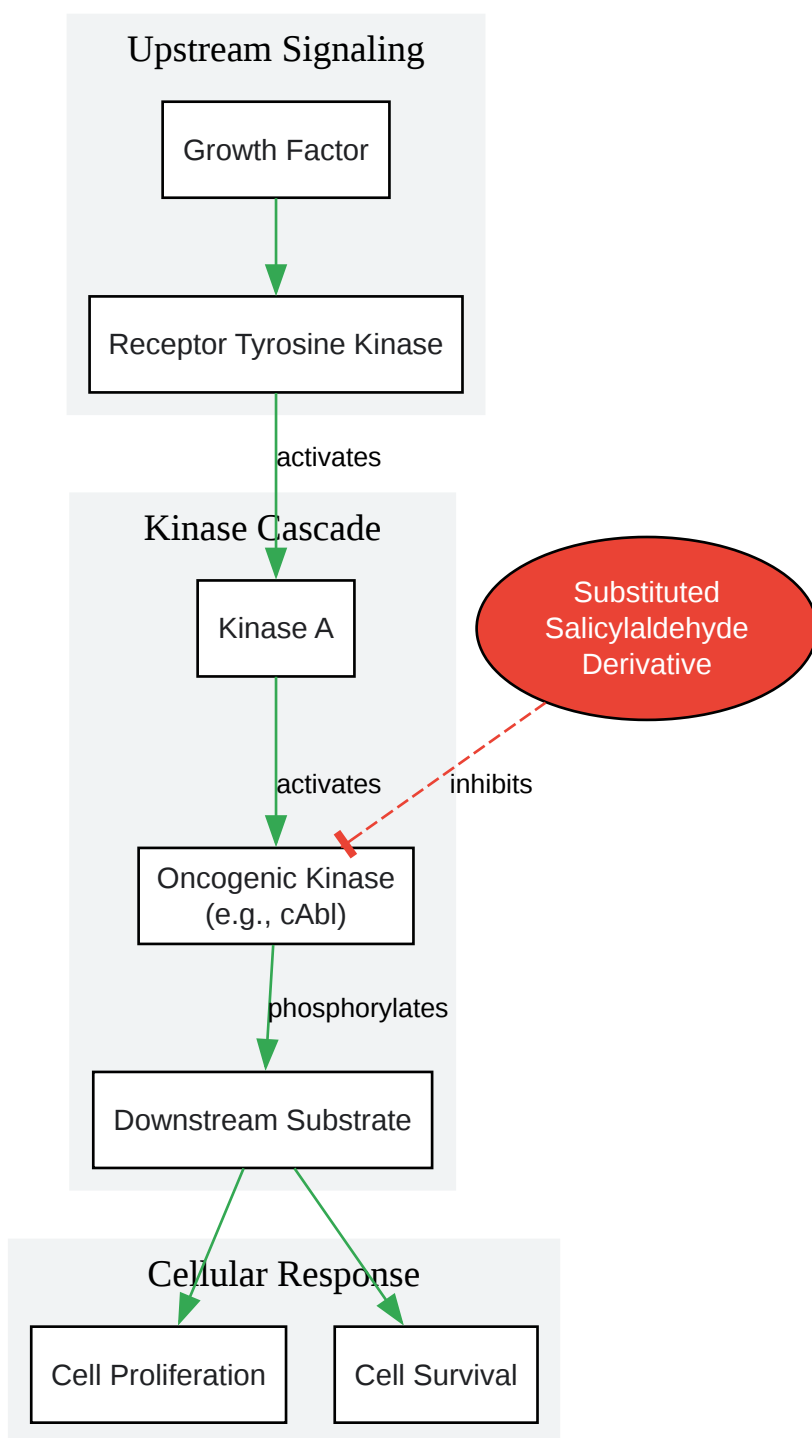 Upstream Signaling
Growth Factor
Receptor Tyrosine Kinase
activates
Kinase Cascade
Kinase A
Substituted
Salicylaldehyde
Derivative
activates
inhibits
Oncogenic Kinase
(e.g., cAbl)
phosphorylates
Downstream Substrate
Cellular Response
Cell Proliferation
Cell Survival